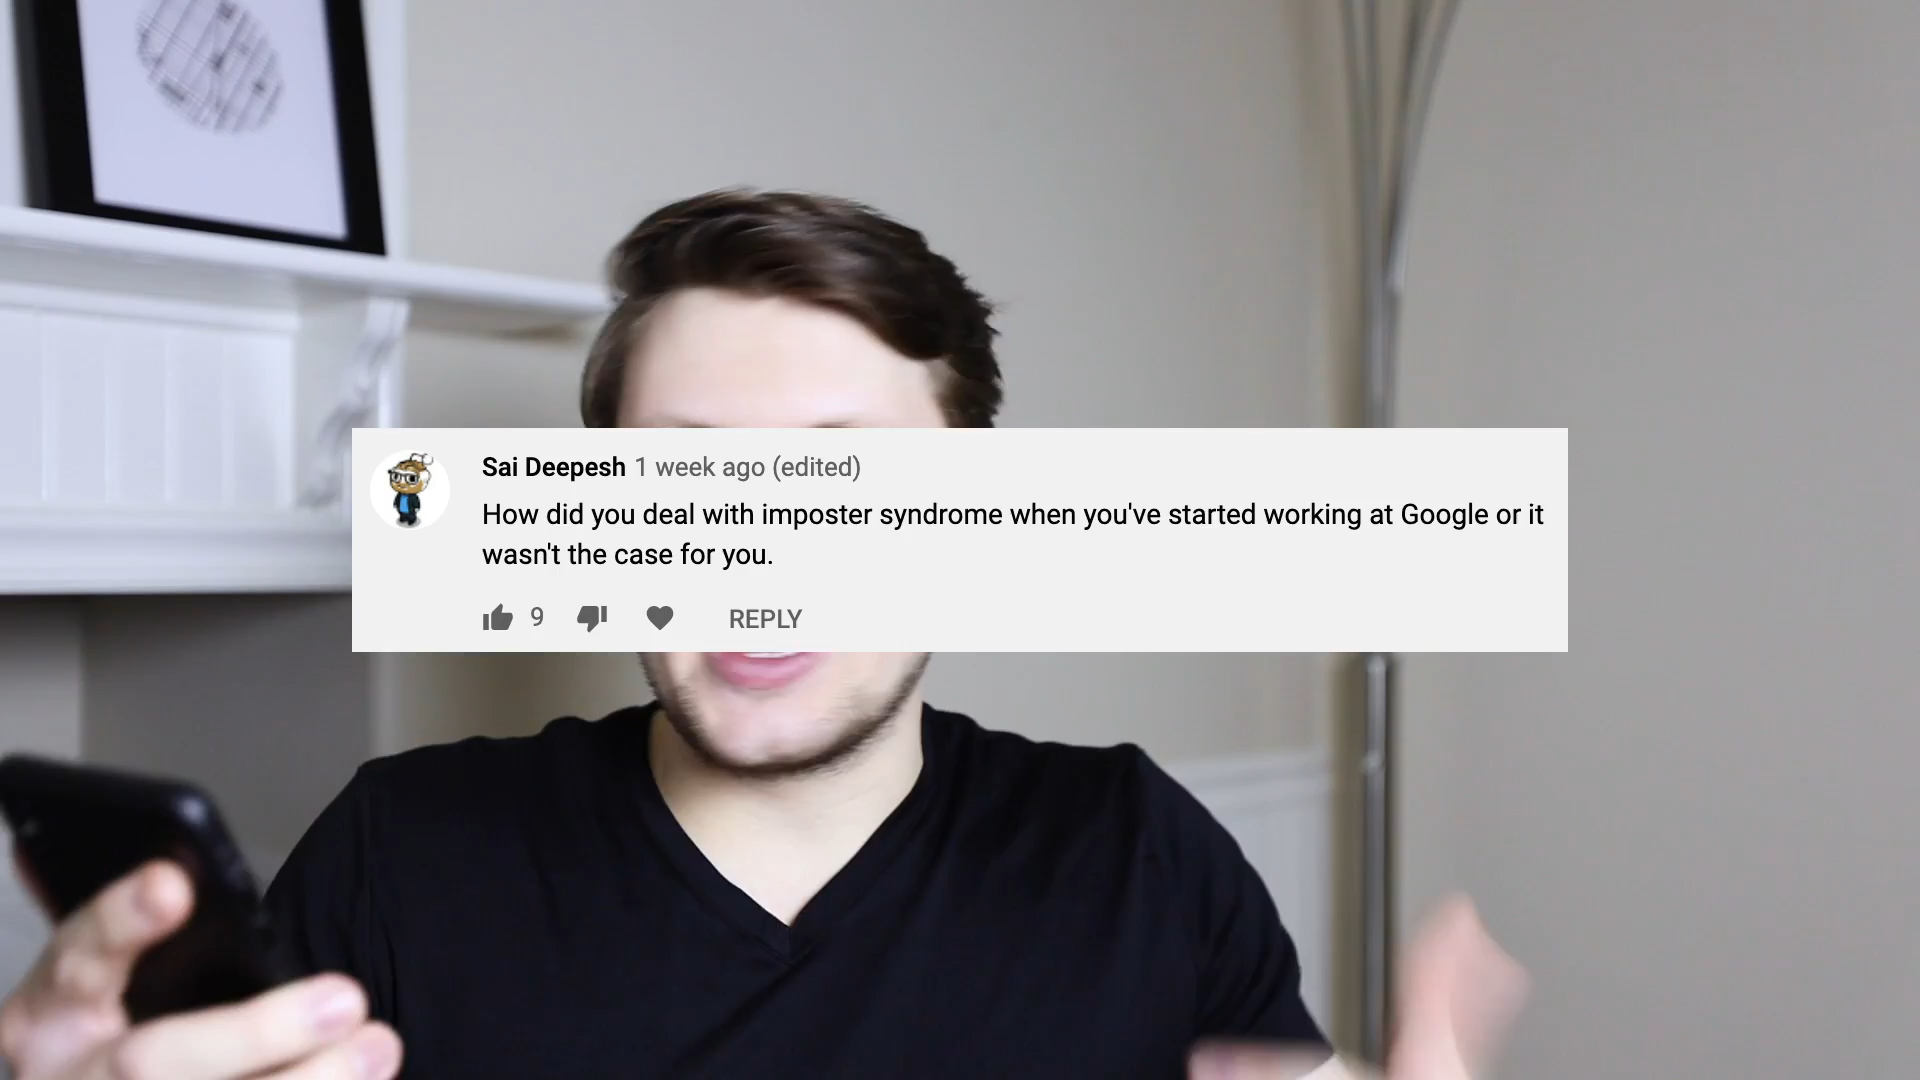 Sai Deepesh 1 week ago (edited)
How did you deal with imposter syndrome when you've started working at Google or it
wasn't the case for you.
9 REPLY